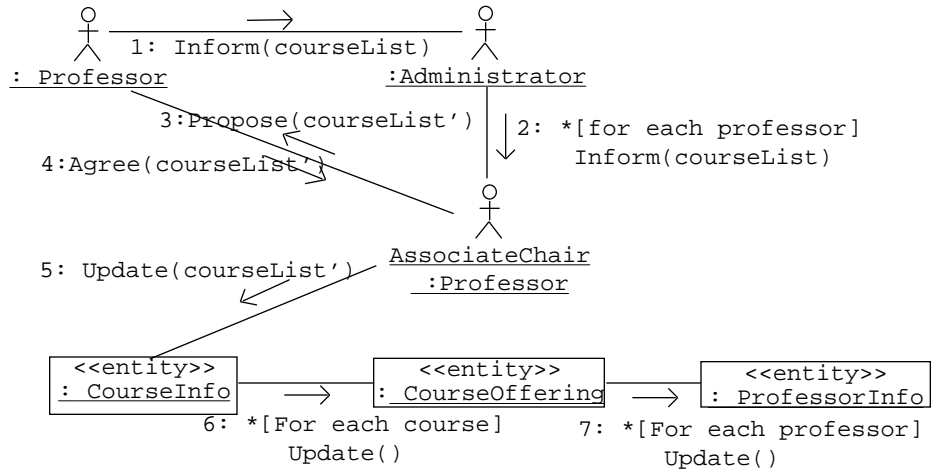 1: Inform(courseList)
: Professor
:Administrator
3:Propose(courseList’)
2: *[for each professor]
Inform(courseList)
4:Agree(courseList’)
AssociateChair
:Professor
5: Update(courseList’)
<<entity>>
: CourseInfo
<<entity>>
: CourseOffering
<<entity>>
: ProfessorInfo
6: *[For each course]
Update()
7: *[For each professor]
Update()